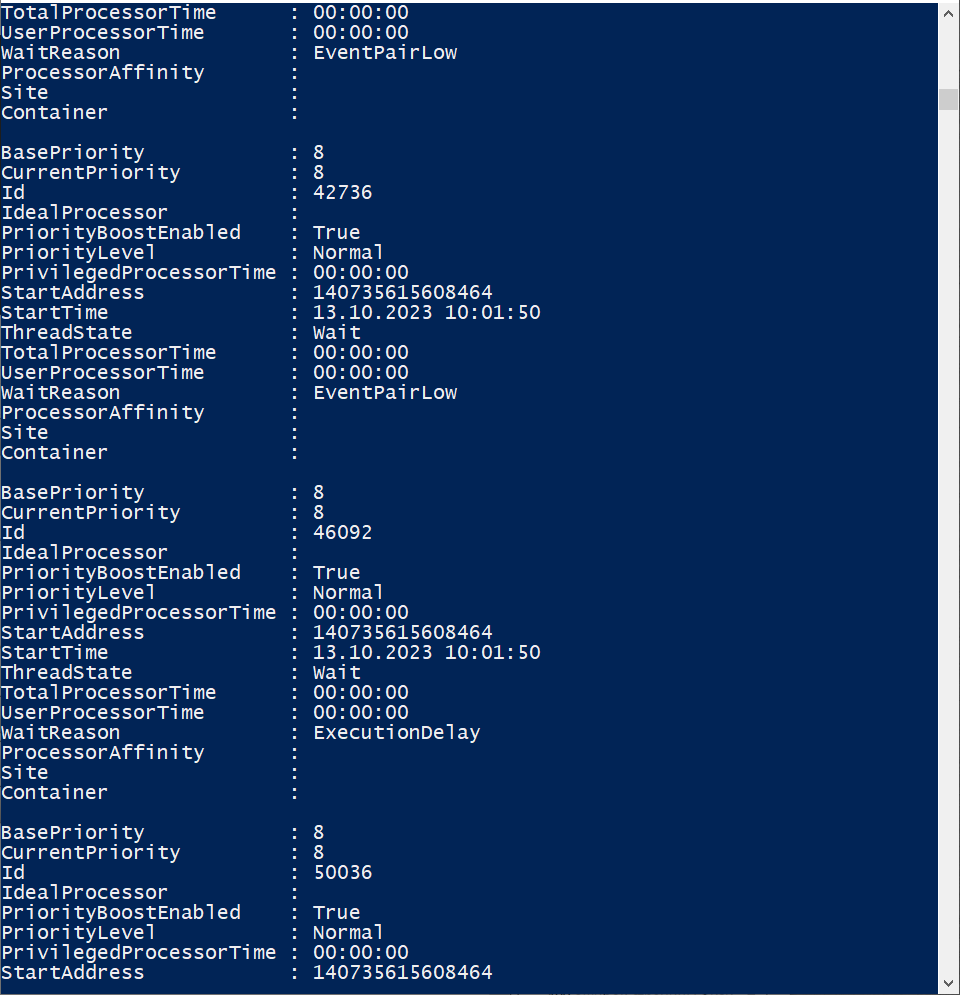 TotalProcessorTime      : 00:00:00
UserProcessorTime       : 00:00:00
WaitReason              : EventPairLow
ProcessorAffinity       :
Site                    :
Container               :

BasePriority            : 8
CurrentPriority         : 8
Id                      : 42736
IdealProcessor          :
PriorityBoostEnabled    : True
PriorityLevel           : Normal
PrivilegedProcessorTime : 00:00:00
StartAddress            : 140735615608464
StartTime               : 13.10.2023 10:01:50
ThreadState             : Wait
TotalProcessorTime      : 00:00:00
UserProcessorTime       : 00:00:00
WaitReason              : EventPairLow
ProcessorAffinity       :
Site                    :
Container               :

BasePriority            : 8
CurrentPriority         : 8
Id                      : 46092
IdealProcessor          :
PriorityBoostEnabled    : True
PriorityLevel           : Normal
PrivilegedProcessorTime : 00:00:00
StartAddress            : 140735615608464
StartTime               : 13.10.2023 10:01:50
ThreadState             : Wait
TotalProcessorTime      : 00:00:00
UserProcessorTime       : 00:00:00
WaitReason              : ExecutionDelay
ProcessorAffinity       :
Site                    :
Container               :

BasePriority            : 8
CurrentPriority         : 8
Id                      : 50036
IdealProcessor          :
PriorityBoostEnabled    : True
PriorityLevel           : Normal
PrivilegedProcessorTime : 00:00:00
StartAddress            : 140735615608464